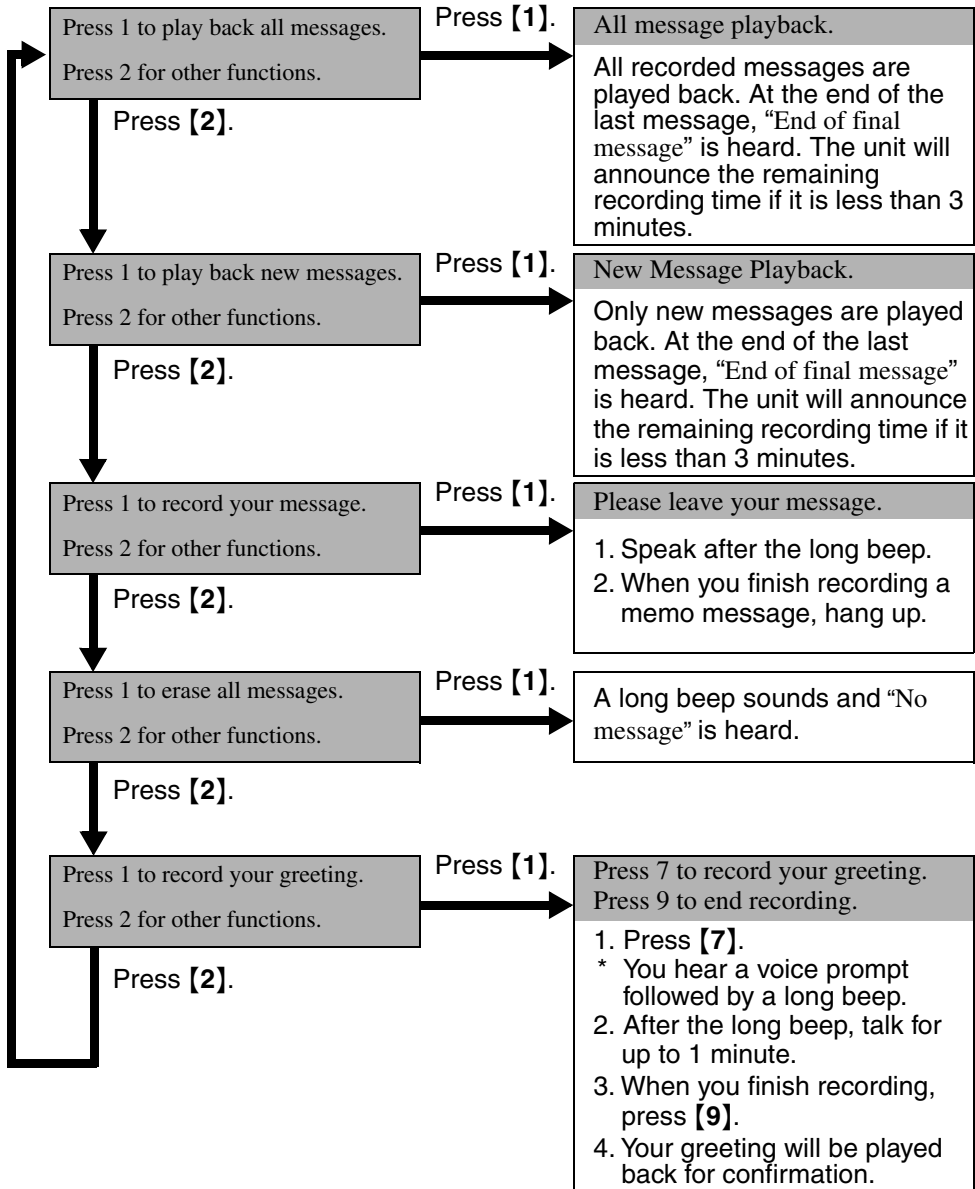 Press 1 to play back all messages.
Press 2 for other functions.
Press【1】.
All message playback.
All recorded messages are
played back. At the end of the
last message, “End of final
message” is heard. The unit will
announce the remaining
recording time if it is less than 3
minutes.
Press【2】.
Press 1 to play back new messages.
Press 2 for other functions.
Press【1】.
New Message Playback.
Only new messages are played
back. At the end of the last
message, “End of final message”
is heard. The unit will announce
the remaining recording time if it
is less than 3 minutes.
Press【2】.
Press 1 to record your message.
Press 2 for other functions.
Press【1】.
Please leave your message.
1. Speak after the long beep.
2. When you finish recording a
memo message, hang up.
Press【2】.
Press 1 to erase all messages.
Press 2 for other functions.
Press【1】.
A long beep sounds and “No
message” is heard.
Press【2】.
Press 1 to record your greeting.
Press 2 for other functions.
Press【1】.
Press 7 to record your greeting.
Press 9 to end recording.
1. Press【7】.
* You hear a voice prompt
followed by a long beep.
2. After the long beep, talk for
up to 1 minute.
3. When you finish recording,
press【9】.
4. Your greeting will be played
back for confirmation.
Press【2】.